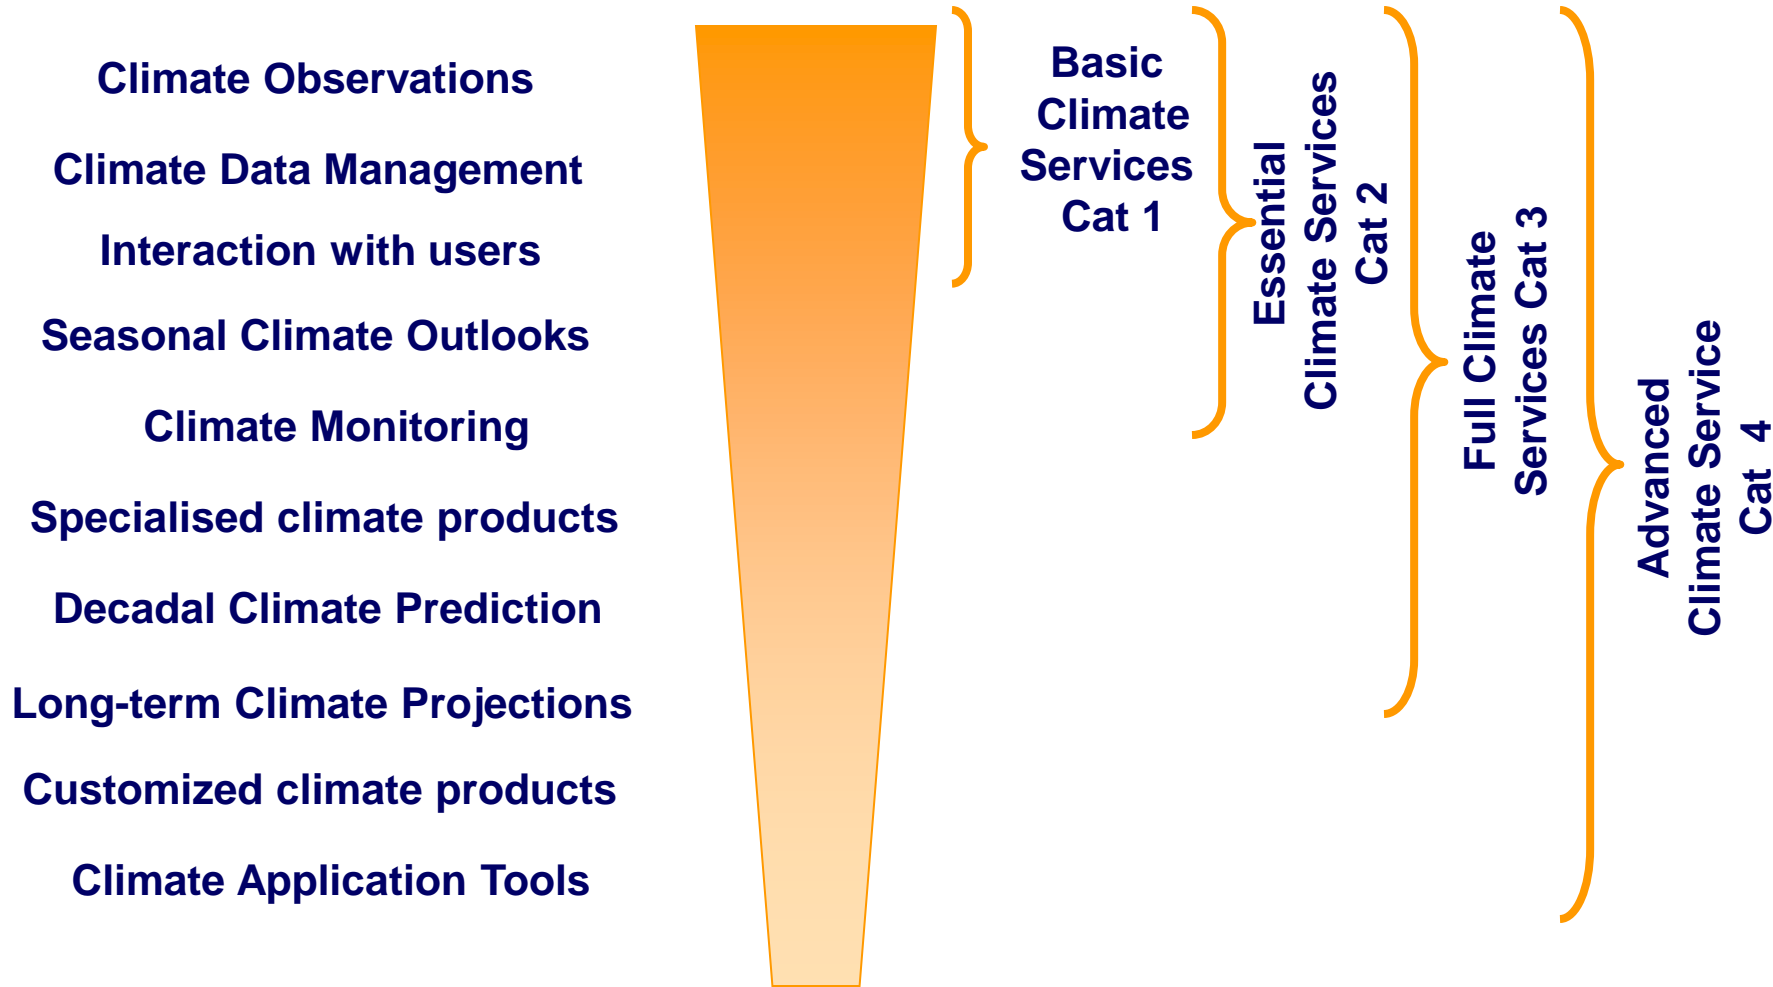 Climate Observations
Climate Data Management
Interaction with users
Seasonal Climate Outlooks
Climate Monitoring
Specialised climate products
Decadal Climate Prediction
Long-term Climate Projections
Customized climate products
Climate Application Tools
Basic
Climate
Services
Cat 1
Essential
Climate Services
Cat 2
Full Climate
Services Cat 3
Advanced
Climate Service
Cat 4